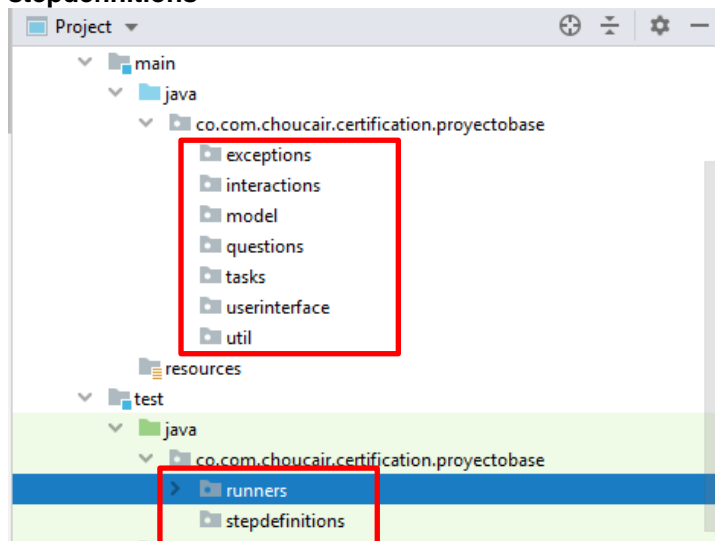 stepdefinitions
Project
main
java
co.com.choucair.certification.proyectobase
exceptions
interactions
model
questions
tasks
userinterface
util
resources
test
java
co.com.choucair.certification.proyectobase
runners
stepdefinitions